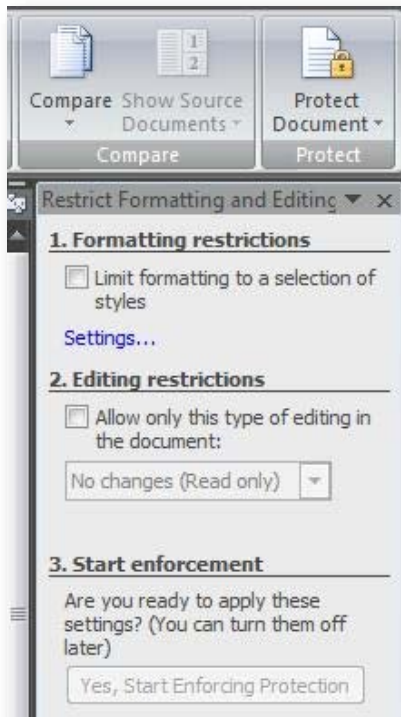 1
2
Compare Show Source Protect
Documents Document
Compare Protect
Restrict Formatting and Editing
1. Formatting restrictions
Limit formatting to a selection of
styles
Settings...
2. Editing restrictions
Allow only this type of editing in
the document:
No changes (Read only)
3. Start enforcement
Are you ready to apply these
settings? (You can turn them off
later)
Yes, Start Enforcing Protection